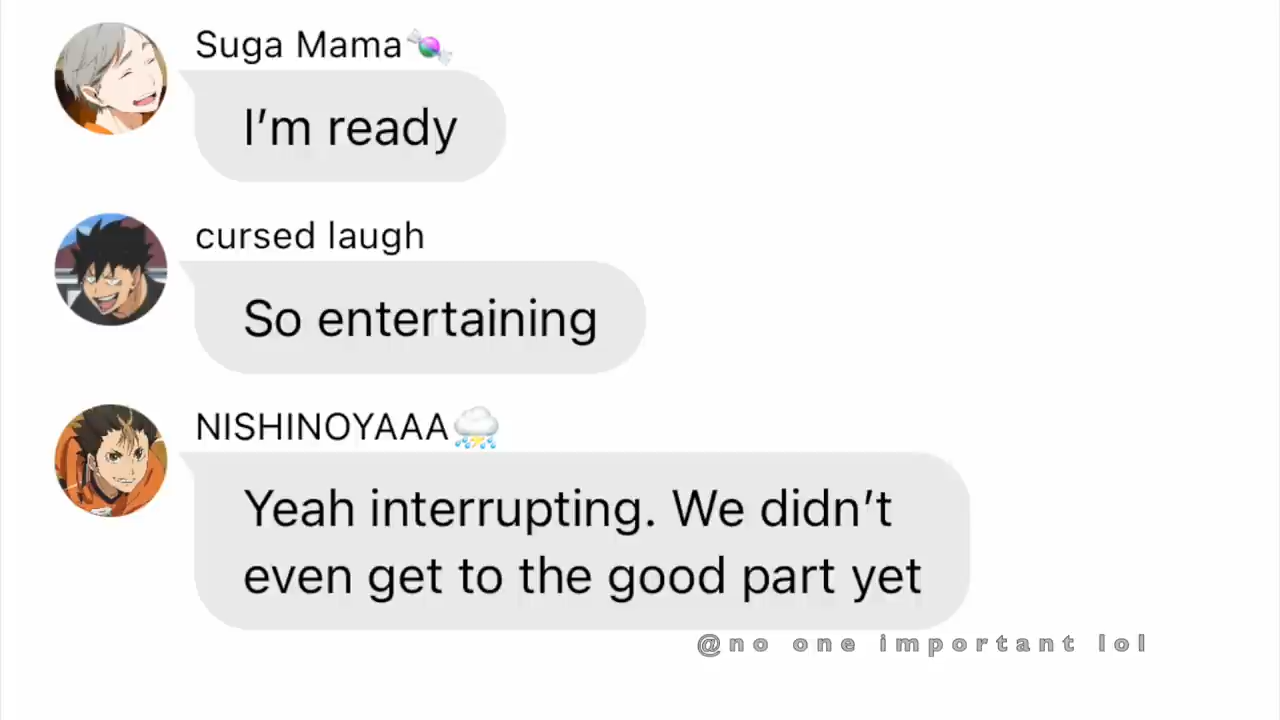 Suga Mama🍬
I’m ready
cursed laugh
So entertaining
NISHINOYAAA⛈️
Yeah interrupting. We didn’t
even get to the good part yet
@no one important lol